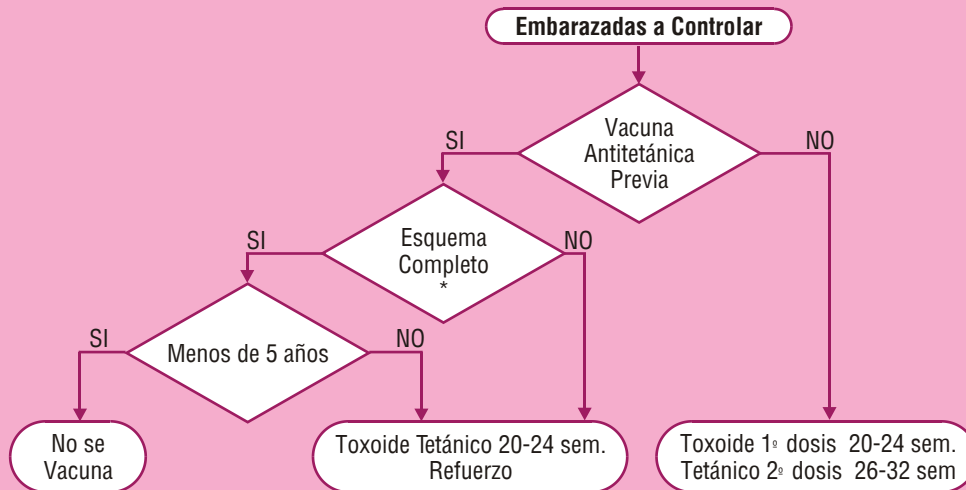 Embarazadas a Controlar
Vacuna
Antitetánica
Previa
SI
NO
Esquema
Completo
*
SI
NO
Menos de 5 años
SI
NO
No se
Vacuna
Toxoide Tetánico 20-24 sem.
Refuerzo
Toxoide 1º dosis 20-24 sem.
Tetánico 2º dosis 26-32 sem